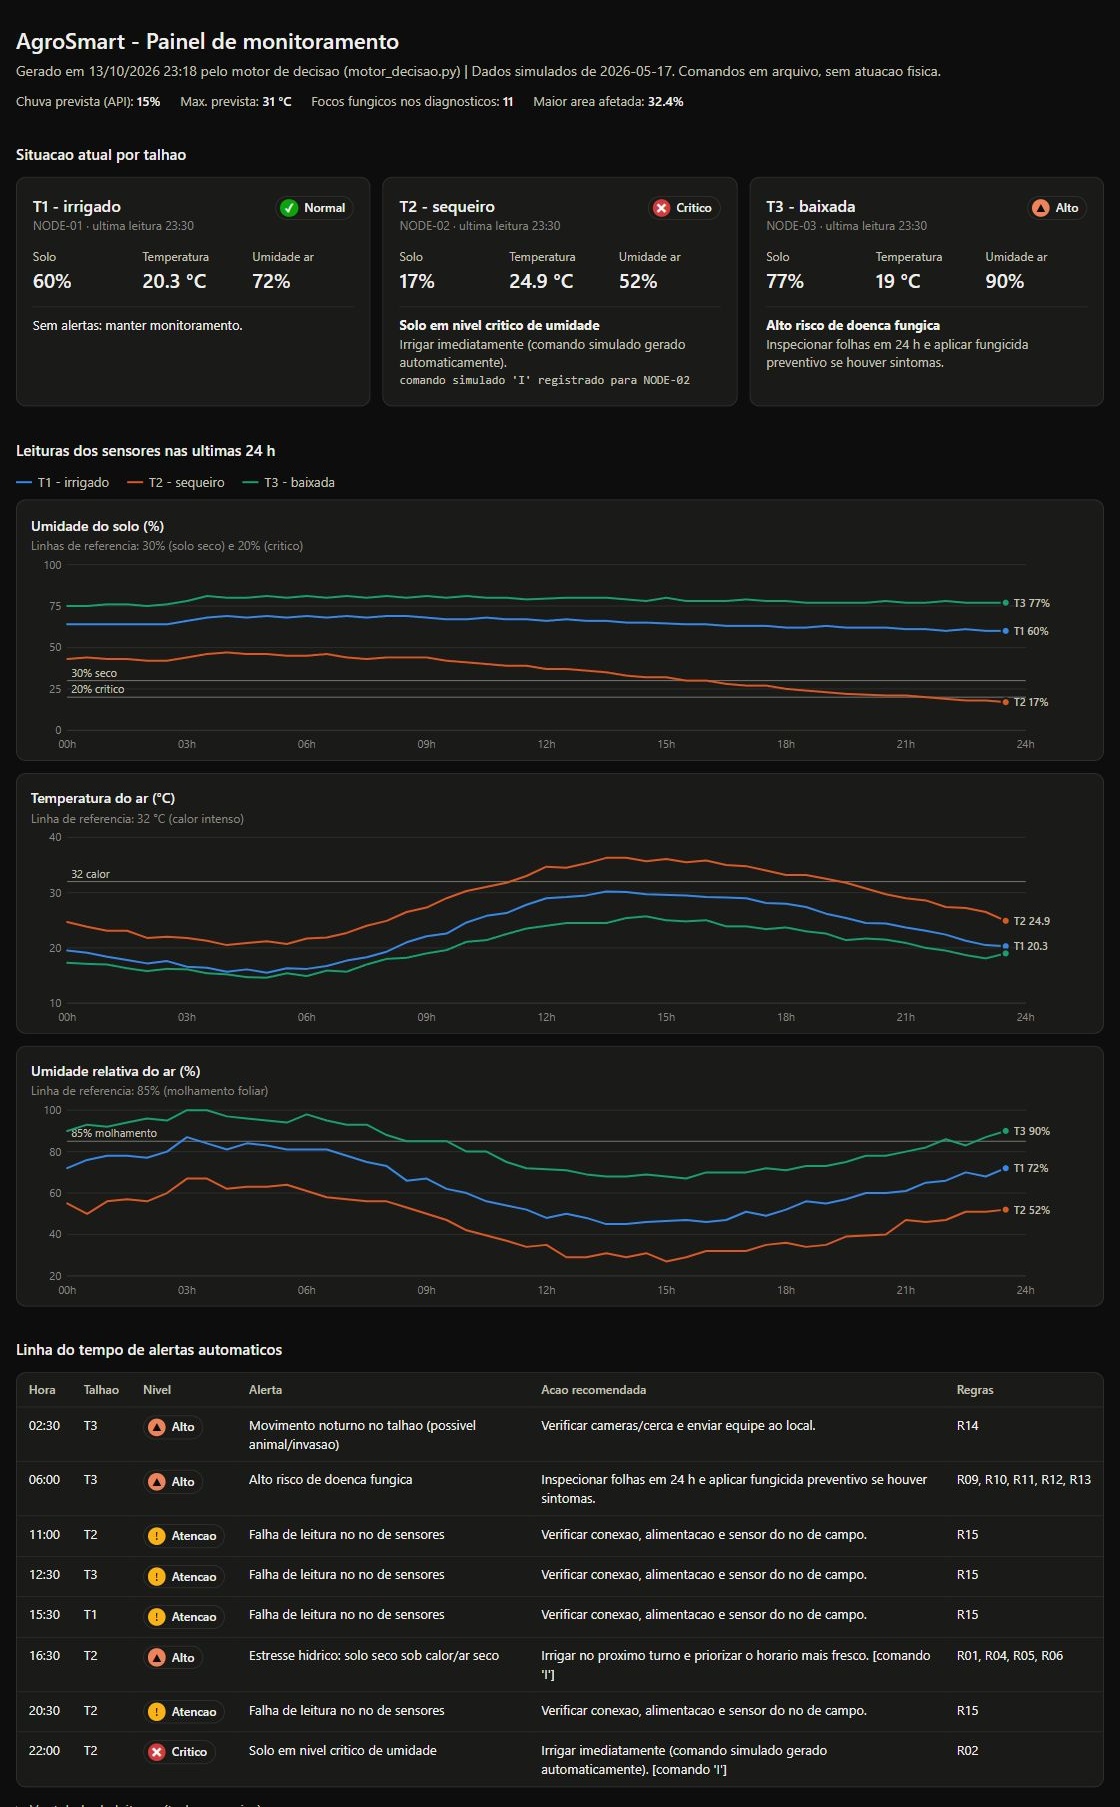 AgroSmart - Painel de monitoramento
Gerado em 13/10/2026 23:18 pelo motor de decisao (motor_decisao.py) | Dados simulados de 2026-05-17. Comandos em arquivo, sem atuacao fisica.
Chuva prevista (API): 15% Max. prevista: 31 °C Focos fungicos nos diagnosticos: 11 Maior area afetada: 32.4%
Situacao atual por talhao
T1 - irrigado
Normal
NODE-01 · ultima leitura 23:30
Solo Temperatura Umidade ar
60% 20.3 °C 72%
Sem alertas: manter monitoramento.
T2 - sequeiro
Critico
NODE-02 · ultima leitura 23:30
Solo Temperatura Umidade ar
17% 24.9 °C 52%
Solo em nivel critico de umidade
Irrigar imediatamente (comando simulado gerado
automaticamente).
comando simulado 'I' registrado para NODE-02
T3 - baixada
Alto
NODE-03 · ultima leitura 23:30
Solo Temperatura Umidade ar
77% 19 °C 90%
Alto risco de doenca fungica
Inspecionar folhas em 24 h e aplicar fungicida
preventivo se houver sintomas.
Leituras dos sensores nas ultimas 24 h
T1 - irrigado T2 - sequeiro T3 - baixada
Umidade do solo (%)
Linhas de referencia: 30% (solo seco) e 20% (critico)
100
75
T3 77%
T1 60%
50
30% seco
25
20% critico
T2 17%
0
00h 03h 06h 09h 12h 15h 18h 21h 24h
Temperatura do ar (°C)
Linha de referencia: 32 °C (calor intenso)
40
32 calor
30
T2 24.9
20
T1 20.3
10
00h 03h 06h 09h 12h 15h 18h 21h 24h
Umidade relativa do ar (%)
Linha de referencia: 85% (molhamento foliar)
100
85% molhamento
T3 90%
80
T1 72%
60
T2 52%
40
20
00h 03h 06h 09h 12h 15h 18h 21h 24h
Linha do tempo de alertas automaticos
Hora Talhao Nivel Alerta Acao recomendada Regras
02:30 T3 Alto Movimento noturno no talhao (possivel Verificar cameras/cerca e enviar equipe ao local. R14
animal/invasao)
06:00 T3 Alto Alto risco de doenca fungica Inspecionar folhas em 24 h e aplicar fungicida preventivo se houver R09, R10, R11, R12, R13
sintomas.
11:00 T2 Atencao Falha de leitura no no de sensores Verificar conexao, alimentacao e sensor do no de campo. R15
12:30 T3 Atencao Falha de leitura no no de sensores Verificar conexao, alimentacao e sensor do no de campo. R15
15:30 T1 Atencao Falha de leitura no no de sensores Verificar conexao, alimentacao e sensor do no de campo. R15
16:30 T2 Alto Estresse hidrico: solo seco sob calor/ar seco Irrigar no proximo turno e priorizar o horario mais fresco. [comando R01, R04, R05, R06
'I']
20:30 T2 Atencao Falha de leitura no no de sensores Verificar conexao, alimentacao e sensor do no de campo. R15
22:00 T2 Critico Solo em nivel critico de umidade Irrigar imediatamente (comando simulado gerado R02
automaticamente). [comando 'I']